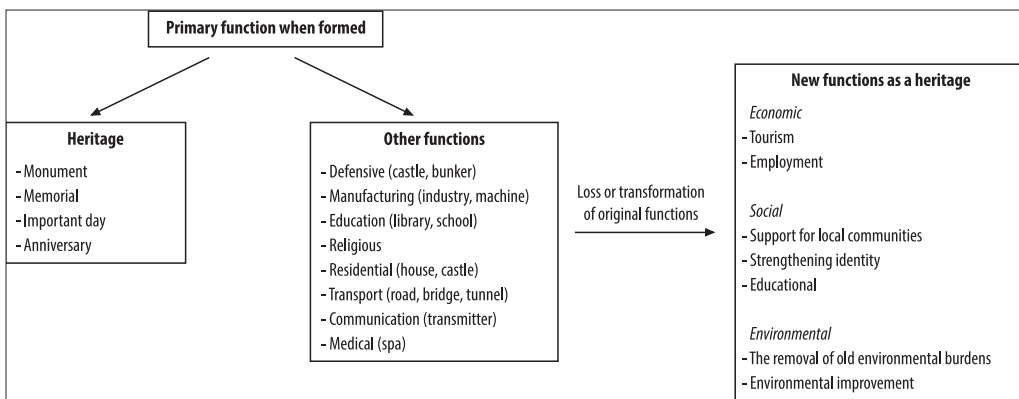 Primary function when formed
Heritage
- Monument
- Memorial
- Important day
- Anniversary
Other functions
- Defensive (castle, bunker)
- Manufacturing (industry, machine)
- Education (library, school)
- Religious
- Residential (house, castle)
- Transport (road, bridge, tunnel)
- Communication (transmitter)
- Medical (spa)
Loss or transformation
of original functions
New functions as a heritage
Economic
- Tourism
- Employment
Social
- Support for local communities
- Strengthening identity
- Educational
Environmental
- The removal of old environmental burdens
- Environmental improvement